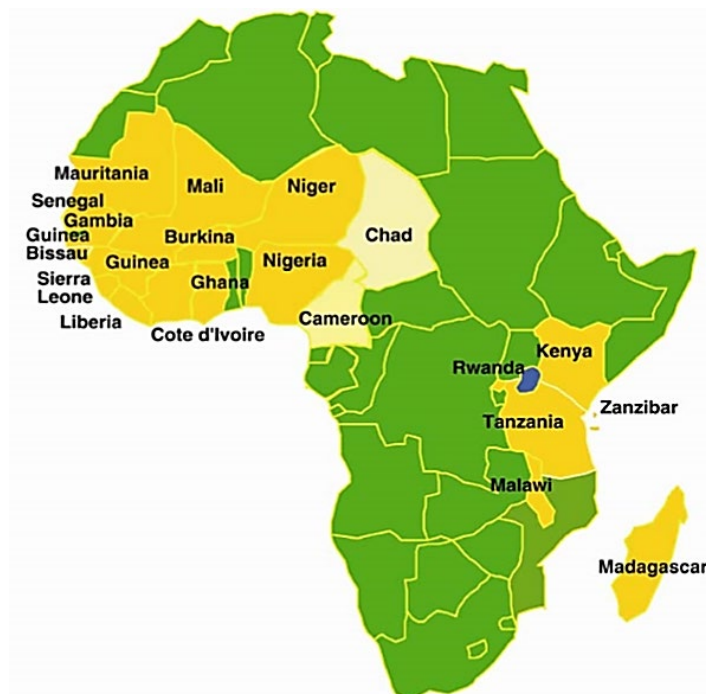 Mauritania
Mali
Niger
Senegal
Gambia
Guinea
Bissau
Burkina
Chad
Guinea
Nigeria
Sierra
Leone
Ghana
Liberia
Cote d'Ivoire
Cameroon
Kenya
Rwanda
Zanzibar
Tanzania
Malawi
Madagascar